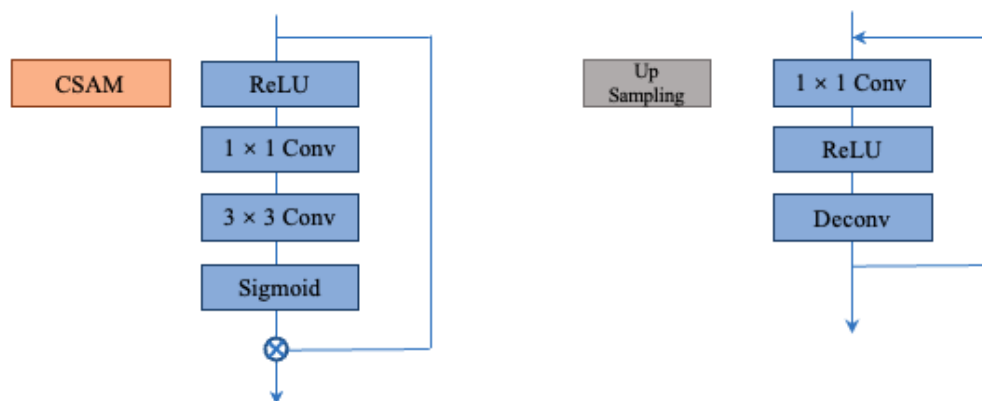 CSAM
ReLU
1 × 1 Conv
3 × 3 Conv
Sigmoid
Up
Sampling
1 × 1 Conv
ReLU
Deconv